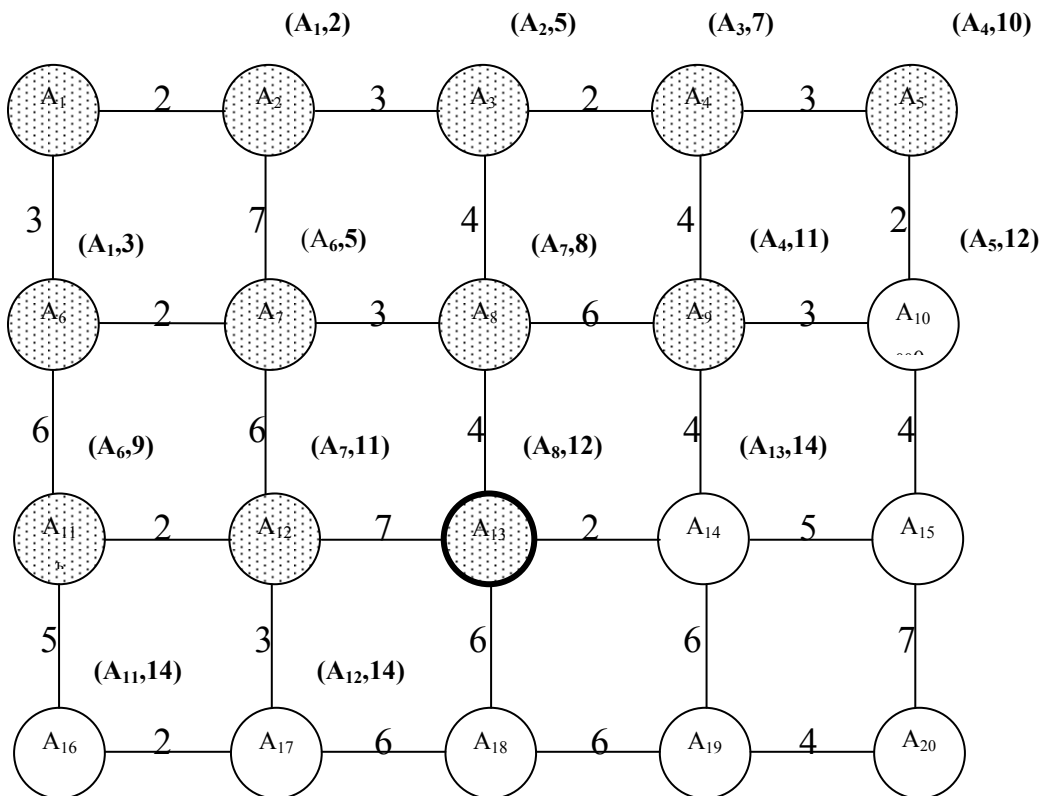 (A₁,2) (A₂,5) (A₃,7) (A₄,10)
A₁ 2 A₂ 3 A₃ 2 A₄ 3 A₅
3 7 4 4 2
(A₁,3) (A₆,5) (A₇,8) (A₄,11) (A₅,12)
A₆ 2 A₇ 3 A₈ 6 A₉ 3 A₁₀
6 6 4 4 4
(A₆,9) (A₇,11) (A₈,12) (A₁₃,14)
A₁₁ 2 A₁₂ 7 A₁₃ 2 A₁₄ 5 A₁₅
5 3 6 6 7
(A₁₁,14) (A₁₂,14)
A₁₆ 2 A₁₇ 6 A₁₈ 6 A₁₉ 4 A₂₀